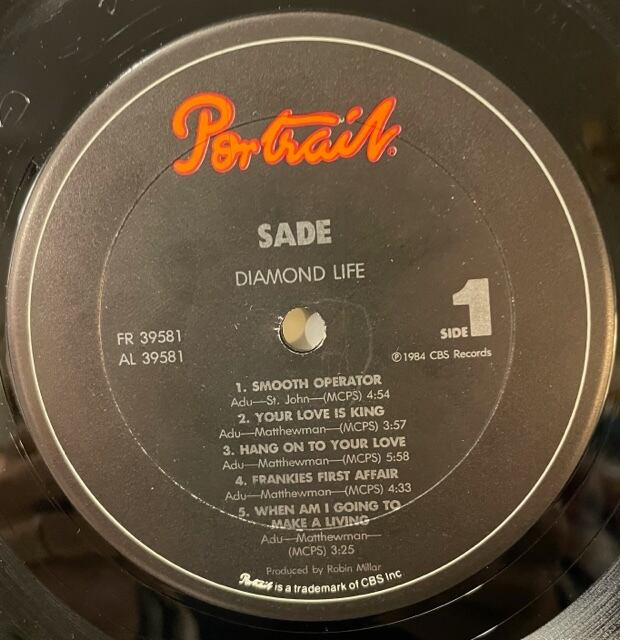 Portrait.
SADE
DIAMOND LIFE
FR 39581
AL 39581
SIDE 1
℗1984 CBS Records
1. SMOOTH OPERATOR
Adu—St. John—(MCPS) 4:54
2. YOUR LOVE IS KING
Adu—Matthewman—(MCPS) 3:57
3. HANG ON TO YOUR LOVE
Adu—Matthewman—(MCPS) 5:58
4. FRANKIES FIRST AFFAIR
Adu—Matthewman—(MCPS) 4:33
5. WHEN AM I GOING TO
MAKE A LIVING
Adu—Matthewman—
(MCPS) 3:25
Produced by Robin Millar
Portrait is a trademark of CBS Inc